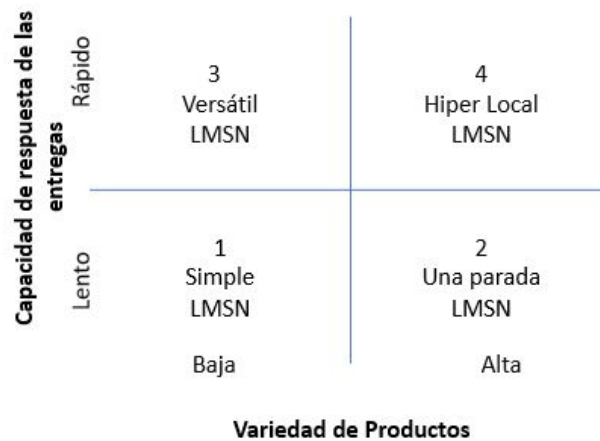 Capacidad de respuesta de las
entregas
Rápido
3
Versátil
LMSN
4
Hiper Local
LMSN
Lento
1
Simple
LMSN
2
Una parada
LMSN
Baja
Alta
Variedad de Productos